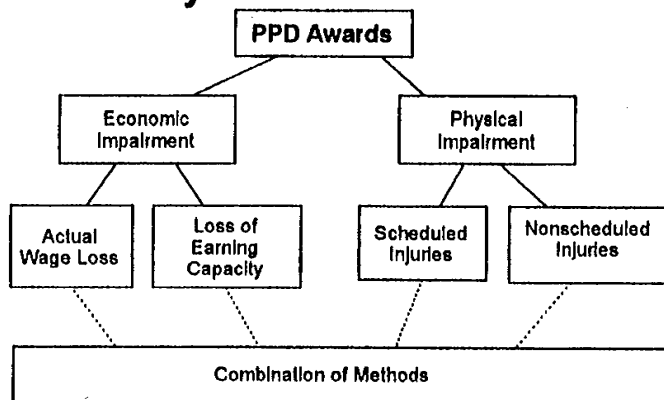 PPD Awards
Economic
Impairment
Physical
Impairment
Actual
Wage Loss
Loss of
Earning
Capacity
Scheduled
Injuries
Nonscheduled
Injuries
Combination of Methods